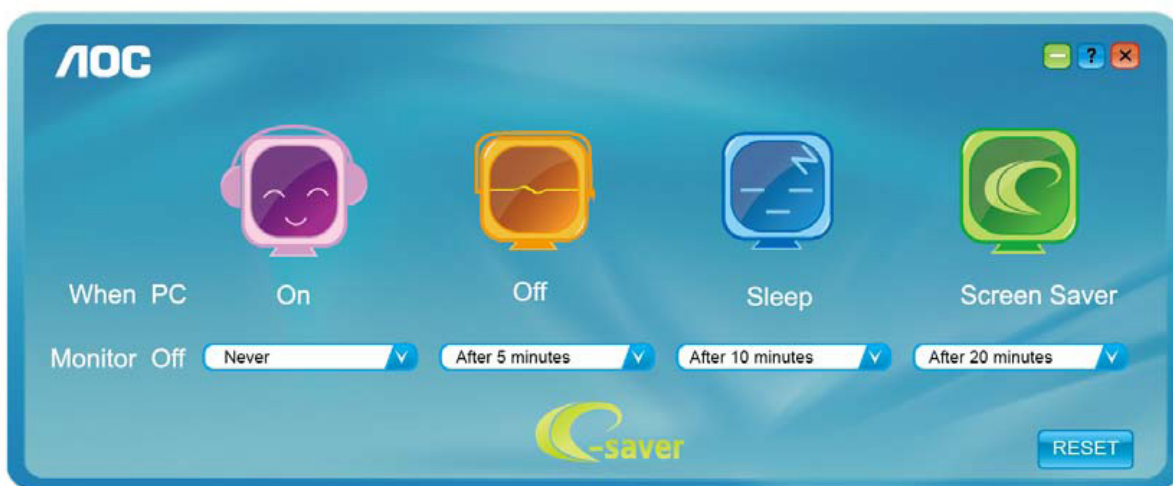 AOC
?
When PC On Off Sleep Screen Saver
Monitor Off Never After 5 minutes After 10 minutes After 20 minutes
e-saver
RESET